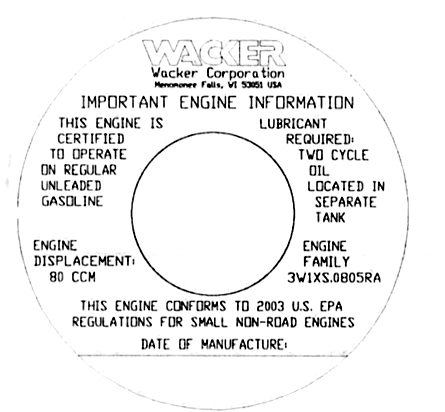 WACKER
Wacker Corporation
Menomonee Falls, WI 53051 USA
IMPORTANT ENGINE INFORMATION
THIS ENGINE IS
CERTIFIED
TO OPERATE
ON REGULAR
UNLEADED
GASOLINE
LUBRICANT
REQUIRED:
TWO CYCLE
OIL
LOCATED IN
SEPARATE
TANK
ENGINE
DISPLACEMENT:
80 CCM
ENGINE
FAMILY
3W1XS.0805RA
THIS ENGINE CONFORMS TO 2003 U.S. EPA
REGULATIONS FOR SMALL NON-ROAD ENGINES
DATE OF MANUFACTURE: